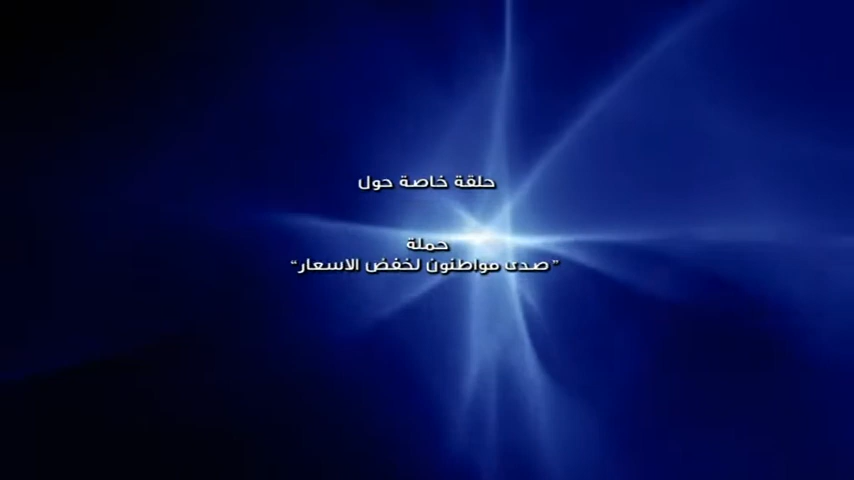 حلقة خاصة حول
حملة
"صدى مواطنون لخفض الاسعار"